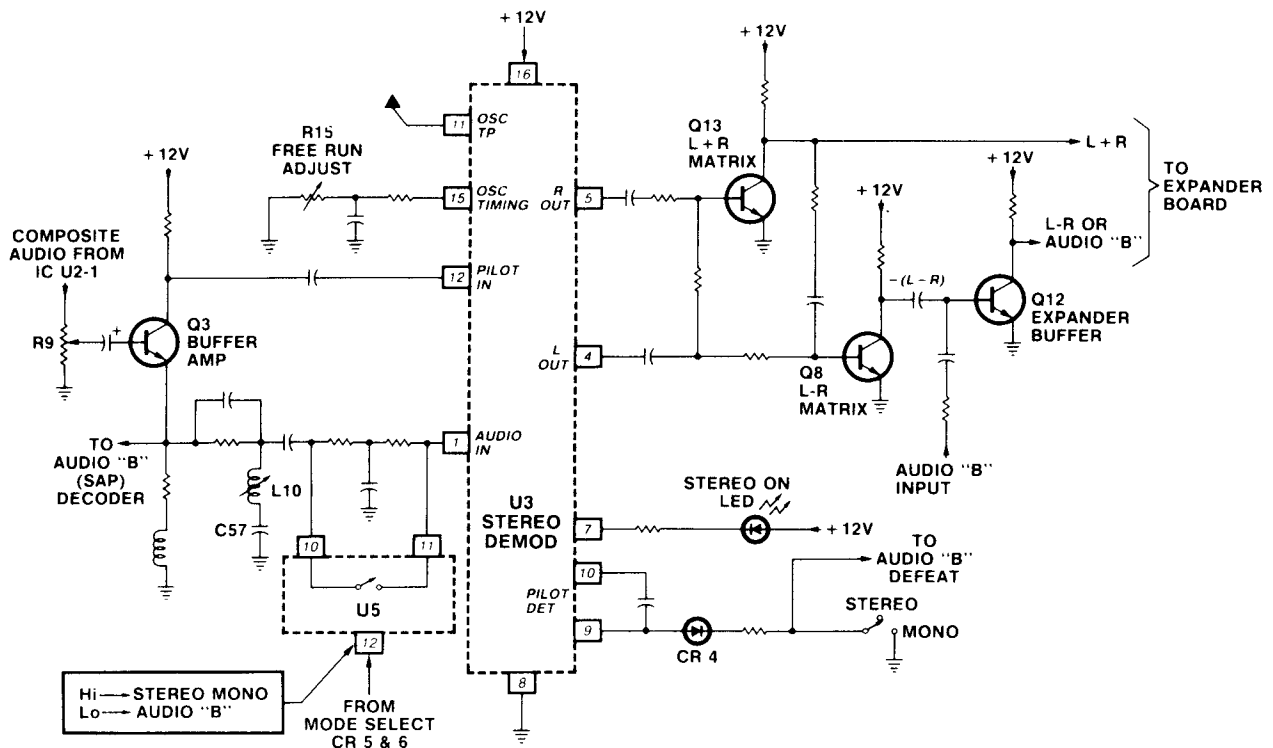 +12V
16
11 OSC TP
R15
FREE RUN
ADJUST
15 OSC TIMING
+12V
COMPOSITE
AUDIO FROM
IC U2-1
12 PILOT IN
R9
+
Q3
BUFFER
AMP
TO
AUDIO "B"
(SAP)
DECODER
L10
C57
1 AUDIO IN
10
11
U5
12
Hi → STEREO MONO
Lo → AUDIO "B"
FROM
MODE SELECT
CR 5 & 6
U3
STEREO
DEMOD
8
R OUT 5
L OUT 4
7
10
PILOT DET
9
+12V
Q13
L+R
MATRIX
L+R
+12V
+12V
TO
EXPANDER
BOARD
L-R OR
AUDIO "B"
-(L-R)
Q12
EXPANDER
BUFFER
Q8
L-R
MATRIX
AUDIO "B"
INPUT
STEREO ON
LED
+12V
TO
AUDIO "B"
DEFEAT
STEREO
MONO
CR 4